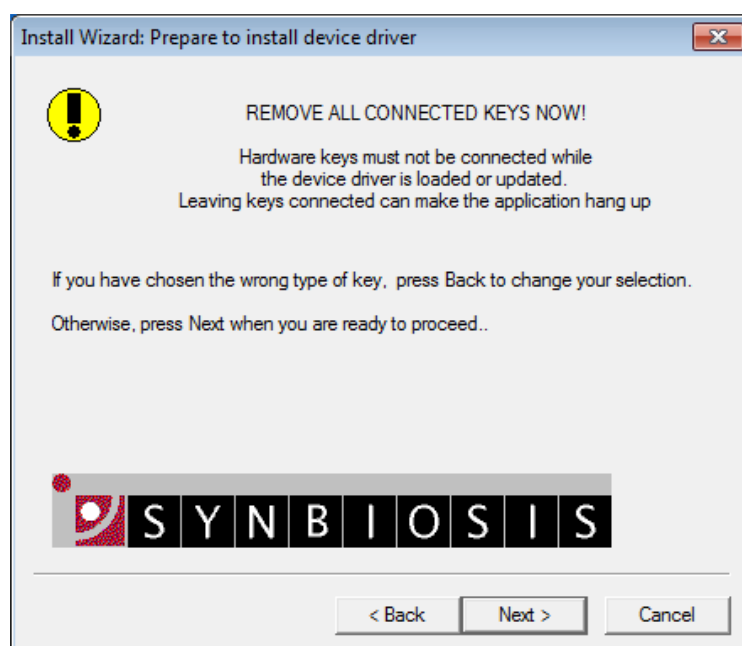 Install Wizard: Prepare to install device driver
REMOVE ALL CONNECTED KEYS NOW!
Hardware keys must not be connected while
the device driver is loaded or updated.
Leaving keys connected can make the application hang up
If you have chosen the wrong type of key, press Back to change your selection.
Otherwise, press Next when you are ready to proceed..
SYNBIOSIS
< Back Next > Cancel